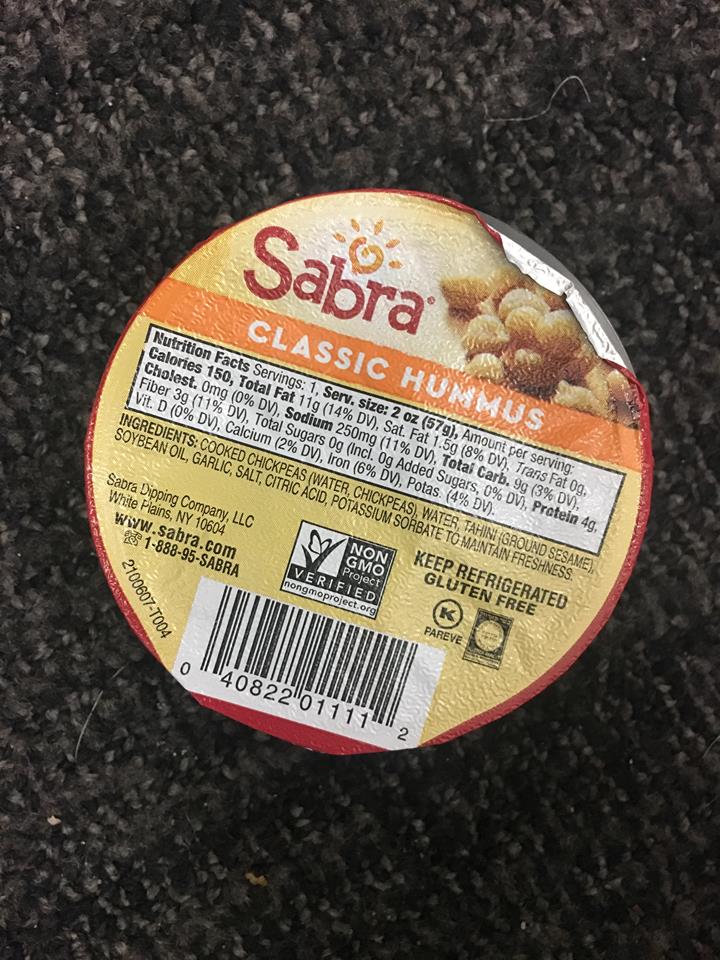 Sabra
CLASSIC HUMMUS
Nutrition Facts Servings: 1, Serv. size: 2 oz (57g), Amount per serving:
Calories 150, Total Fat 11g (14% DV), Sat. Fat 1.5g (8% DV), Trans Fat 0g,
Cholest. 0mg (0% DV), Sodium 250mg (11% DV), Total Carb. 9g (3% DV),
Fiber 3g (11% DV), Total Sugars 0g (Incl. 0g Added Sugars, 0% DV), Protein 4g,
Vit. D (0% DV), Calcium (2% DV), Iron (6% DV), Potas. (4% DV).
INGREDIENTS: COOKED CHICKPEAS (WATER, CHICKPEAS), WATER, TAHINI (GROUND SESAME),
SOYBEAN OIL, GARLIC, SALT, CITRIC ACID, POTASSIUM SORBATE TO MAINTAIN FRESHNESS.
Sabra Dipping Company, LLC
White Plains, NY 10604
www.sabra.com
1-888-95-SABRA
2100607-T004
NON
GMO
Project
VERIFIED
nongmoproject.org
KEEP REFRIGERATED
GLUTEN FREE
K
PAREVE
0 40822 01111 2